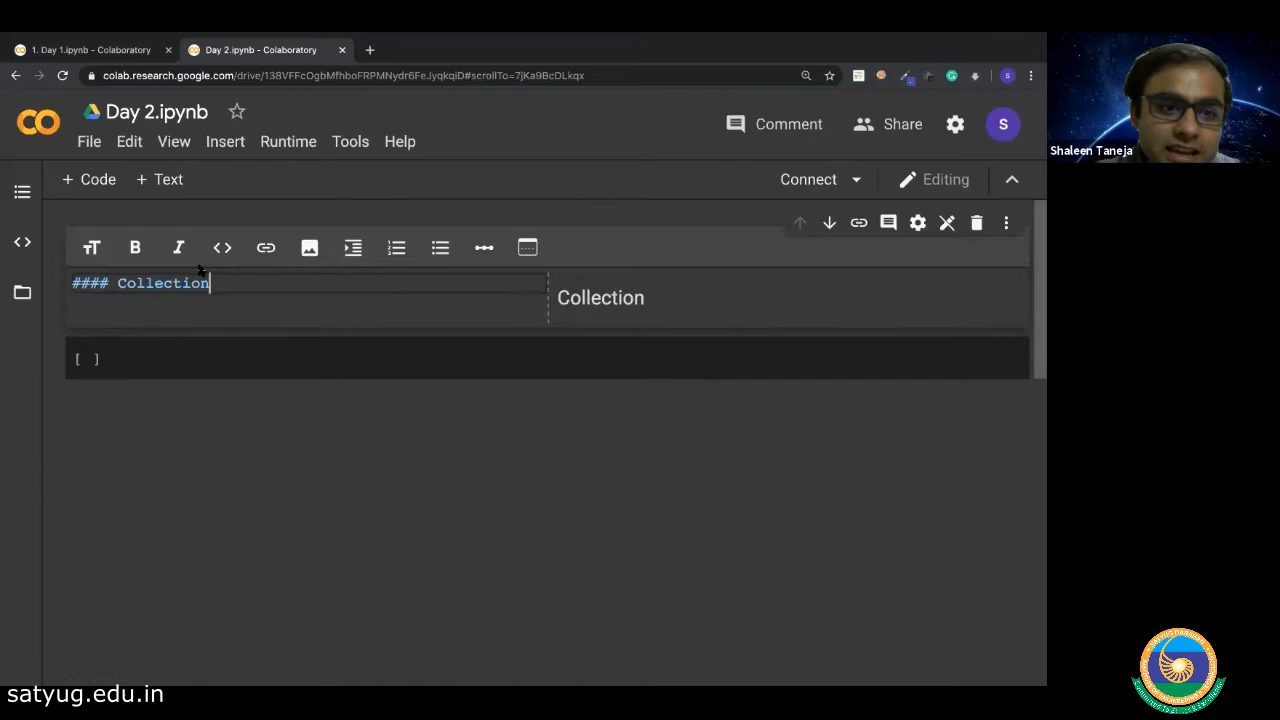 1. Day 1.ipynb - Colaboratory
Day 2.ipynb - Colaboratory
colab.research.google.com/drive/138VFFcOgbMfhboFRPMNydr6FeJyqkqiD#scrollTo=7jKa9BcDLkqx
S
CO
Day 2.ipynb
Comment
Share
S
File Edit View Insert Runtime Tools Help
+ Code + Text
Connect
Editing
#### Collection
Collection
[ ]
Shaleen Taneja
satyug.edu.in